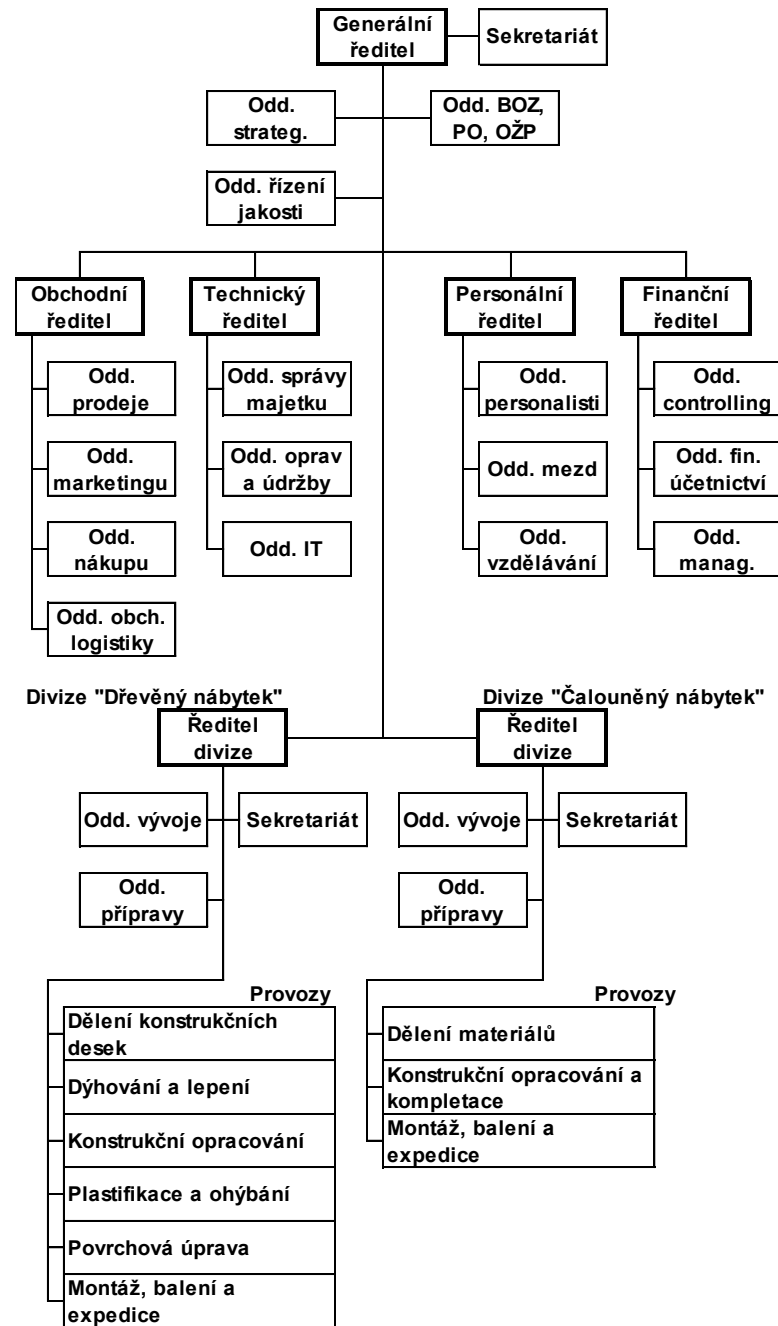 Generální
ředitel
Sekretariát
Odd.
strateg.
Odd. BOZ,
PO, OŽP
Odd. řízení
jakosti
Obchodní
ředitel
Technický
ředitel
Personální
ředitel
Finanční
ředitel
Odd.
prodeje
Odd. správy
majetku
Odd.
personalisti
Odd.
controlling
Odd.
marketingu
Odd. oprav
a údržby
Odd. mezd
Odd. fin.
účetnictví
Odd.
nákupu
Odd. IT
Odd.
vzdělávání
Odd.
manag.
Odd. obch.
logistiky
Divize "Dřevěný nábytek"
Divize "Čalouněný nábytek"
Ředitel
divize
Ředitel
divize
Odd. vývoje
Sekretariát
Odd. vývoje
Sekretariát
Odd.
přípravy
Odd.
přípravy
Provozy
Dělení konstrukčních
desek
Dýhování a lepení
Konstrukční opracování
Plastifikace a ohýbání
Povrchová úprava
Montáž, balení a
expedice
Provozy
Dělení materiálů
Konstrukční opracování a
kompletace
Montáž, balení a
expedice